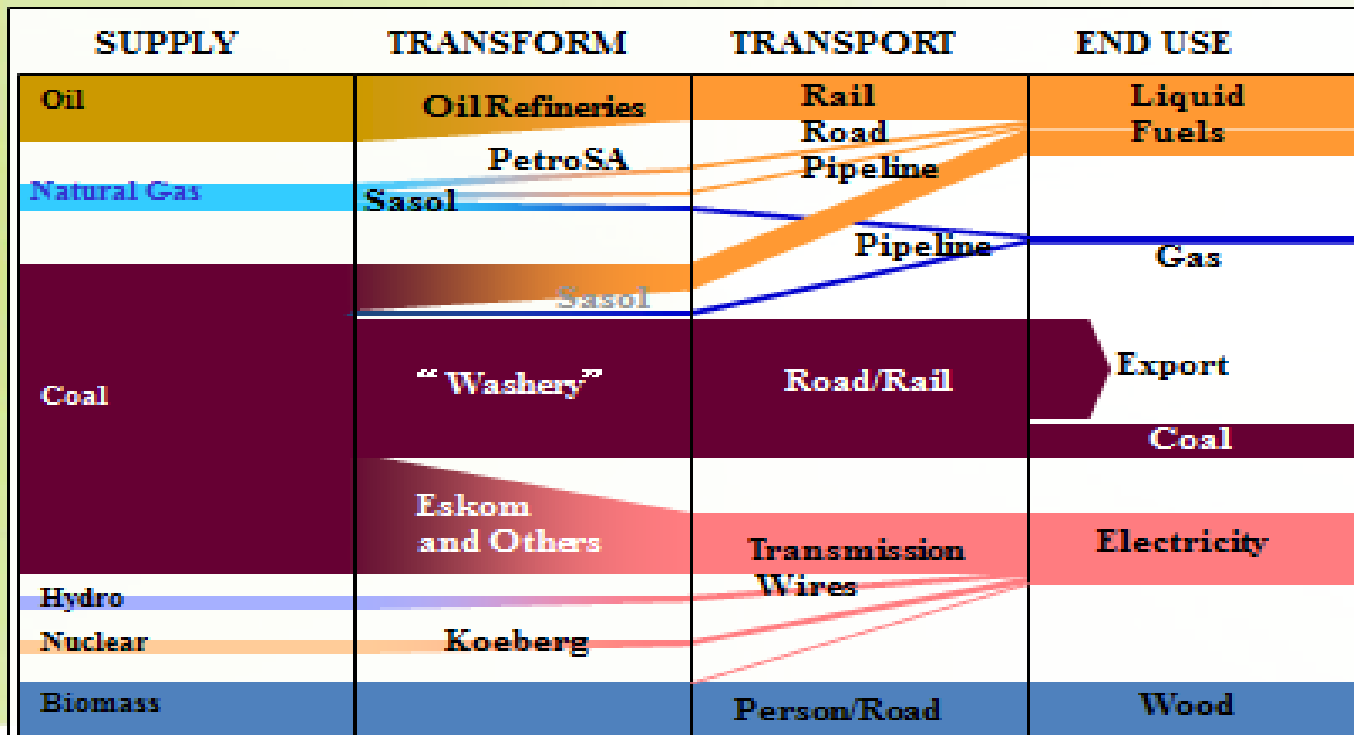 SUPPLY TRANSFORM TRANSPORT END USE
Oil
Oil Refineries
Rail
Liquid
Road
Fuels
PetroSA
Pipeline
Natural Gas
Sasol
Pipeline
Gas
Sasol
Coal
“ Washery”
Road/Rail
Export
Coal
Eskom
and Others
Transmission
Wires
Electricity
Hydro
Nuclear
Koeberg
Biomass
Person/Road
Wood